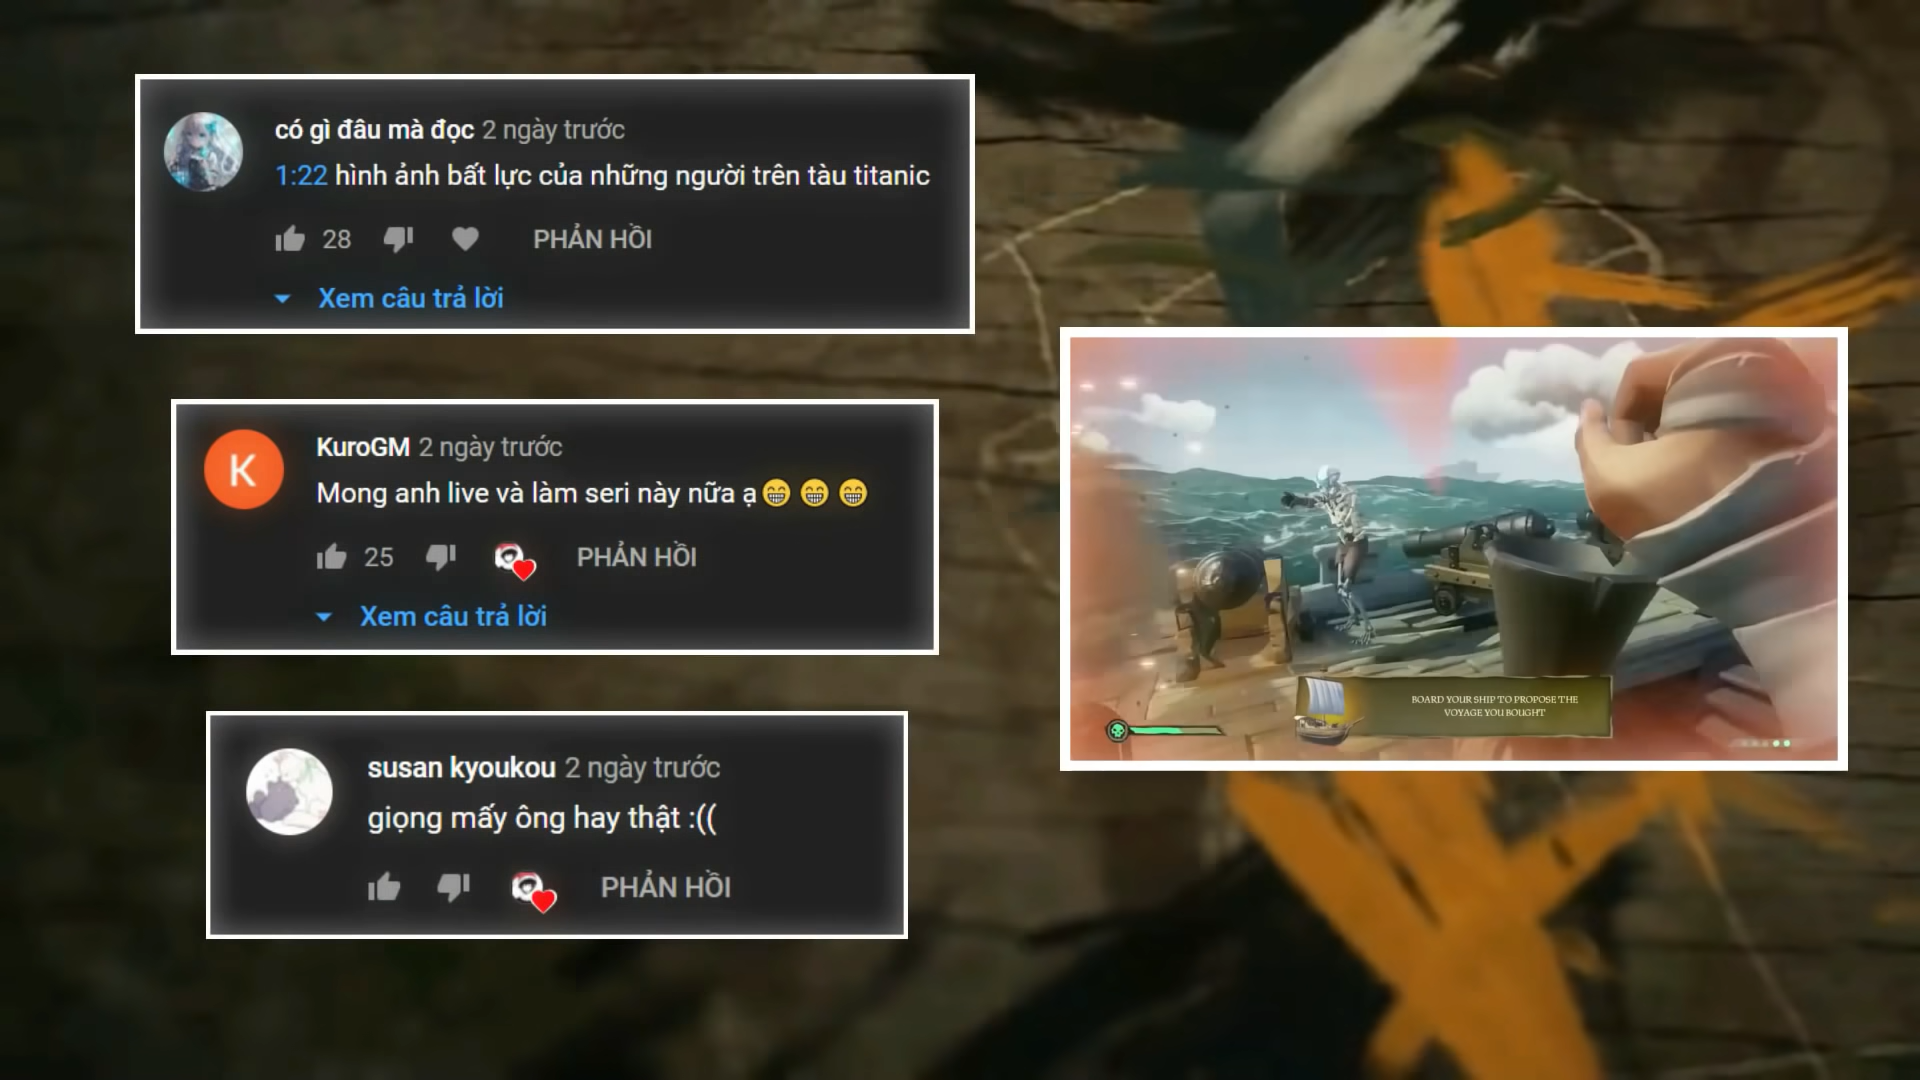 có gì đâu mà đọc 2 ngày trước
1:22 hình ảnh bất lực của những người trên tàu titanic
28 PHẢN HỒI
Xem câu trả lời
K
KuroGM 2 ngày trước
Mong anh live và làm seri này nữa ạ😁😁😁
25 PHẢN HỒI
Xem câu trả lời
susan kyoukou 2 ngày trước
giọng mấy ông hay thật :((
PHẢN HỒI
BOARD YOUR SHIP TO PROPOSE THE
VOYAGE YOU BOUGHT